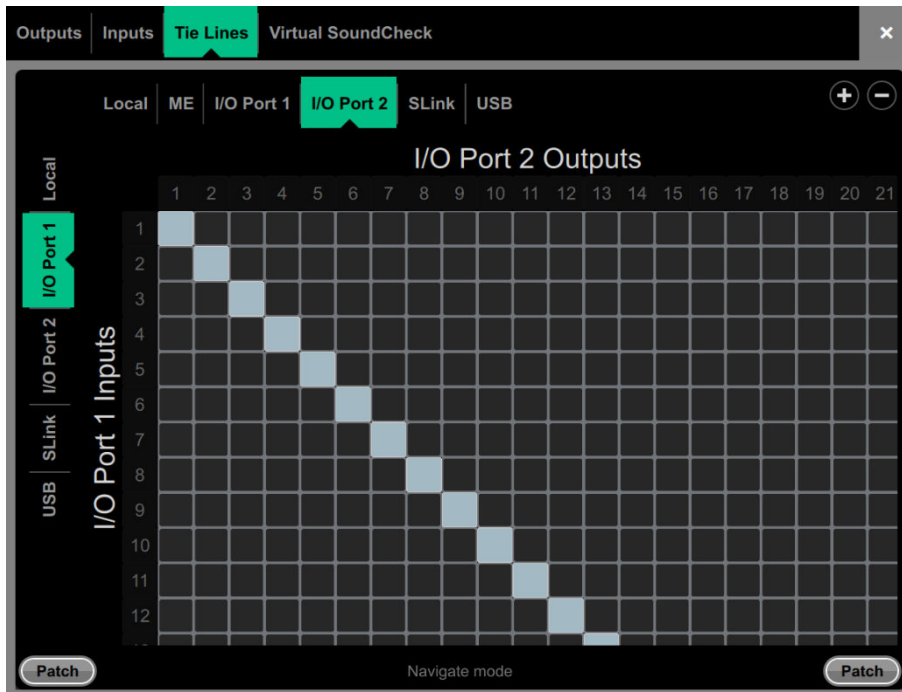 Outputs Inputs Tie Lines Virtual SoundCheck ×
Local ME I/O Port 1 I/O Port 2 SLink USB + −
I/O Port 2 Outputs
1 2 3 4 5 6 7 8 9 10 11 12 13 14 15 16 17 18 19 20 21
Local
I/O Port 1
I/O Port 2
SLink
USB
I/O Port 1 Inputs
1
2
3
4
5
6
7
8
9
10
11
12
Patch Navigate mode Patch